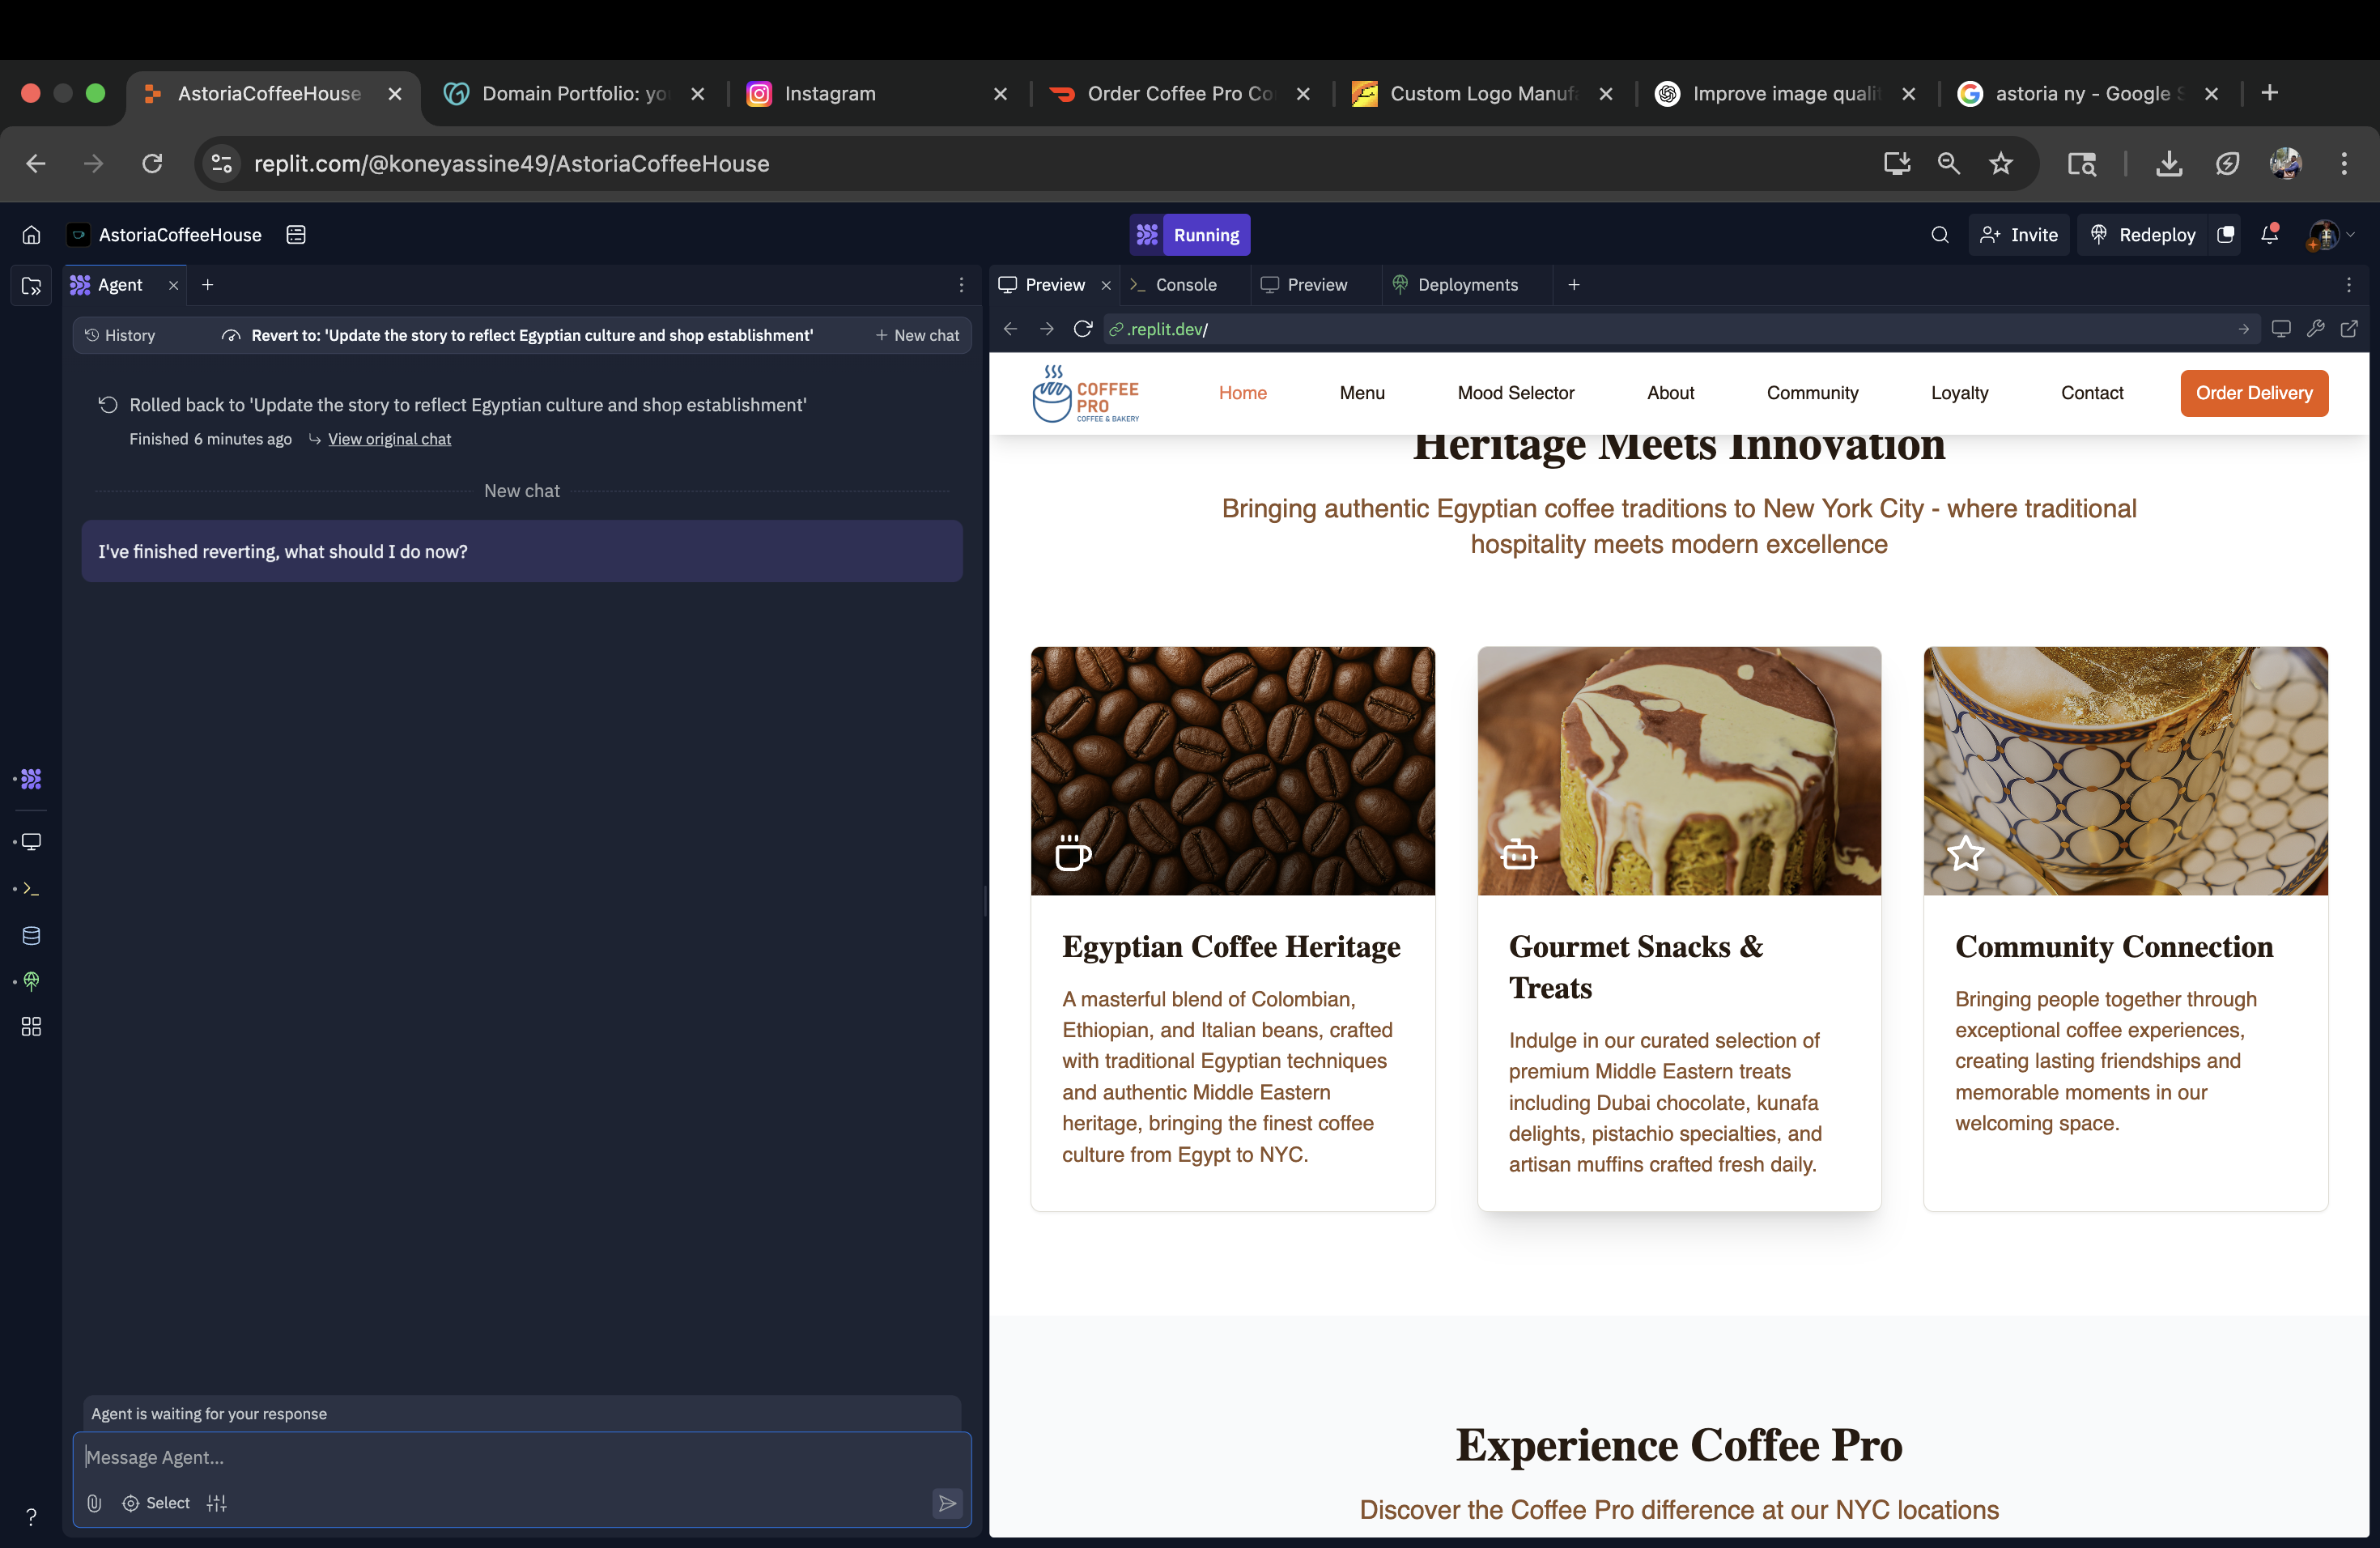 AstoriaCoffeeHouse
Domain Portfolio: yo
Instagram
Order Coffee Pro Co
Custom Logo Manufa
Improve image qualit
astoria ny - Google S
replit.com/@koneyassine49/AstoriaCoffeeHouse
AstoriaCoffeeHouse
Running
Invite
Redeploy
Agent
Preview
Console
Preview
Deployments
History
Revert to: 'Update the story to reflect Egyptian culture and shop establishment'
New chat
.replit.dev/
Rolled back to 'Update the story to reflect Egyptian culture and shop establishment'
Finished 6 minutes ago
View original chat
New chat
I've finished reverting, what should I do now?
Agent is waiting for your response
Message Agent...
Select
?
COFFEE
PRO
COFFEE & BAKERY
Home
Menu
Mood Selector
About
Community
Loyalty
Contact
Order Delivery
Heritage Meets Innovation
Bringing authentic Egyptian coffee traditions to New York City - where traditional
hospitality meets modern excellence
Egyptian Coffee Heritage
A masterful blend of Colombian,
Ethiopian, and Italian beans, crafted
with traditional Egyptian techniques
and authentic Middle Eastern
heritage, bringing the finest coffee
culture from Egypt to NYC.
Gourmet Snacks &
Treats
Indulge in our curated selection of
premium Middle Eastern treats
including Dubai chocolate, kunafa
delights, pistachio specialties, and
artisan muffins crafted fresh daily.
Community Connection
Bringing people together through
exceptional coffee experiences,
creating lasting friendships and
memorable moments in our
welcoming space.
Experience Coffee Pro
Discover the Coffee Pro difference at our NYC locations